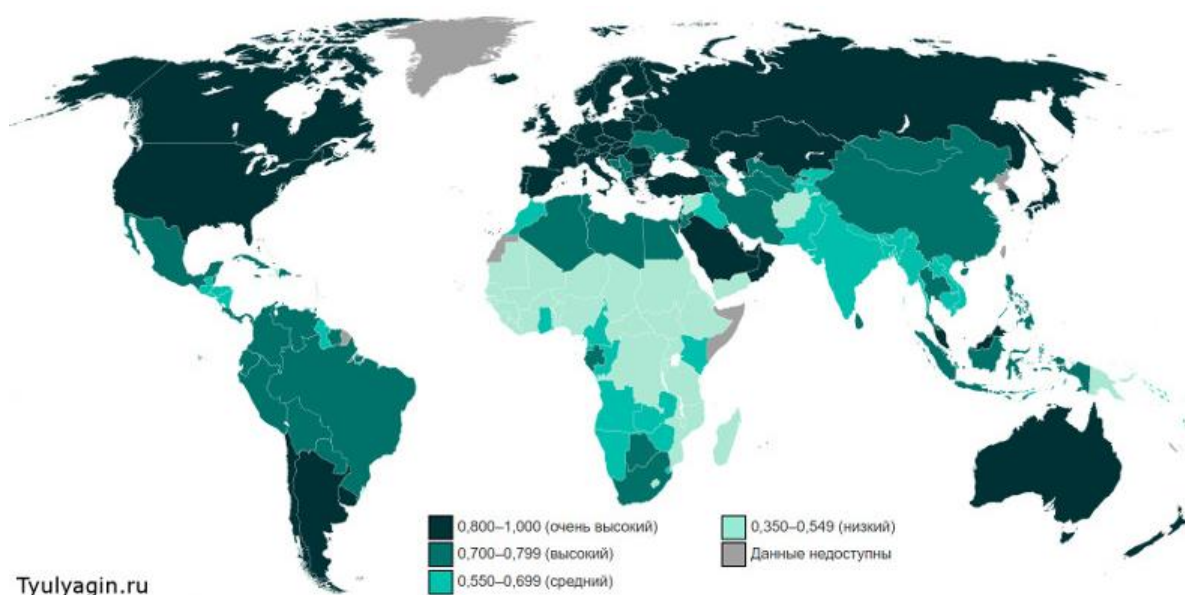 0,800–1,000 (очень высокий)
0,700–0,799 (высокий)
0,550–0,699 (средний)
0,350–0,549 (низкий)
Данные недоступны
Tyulyagin.ru